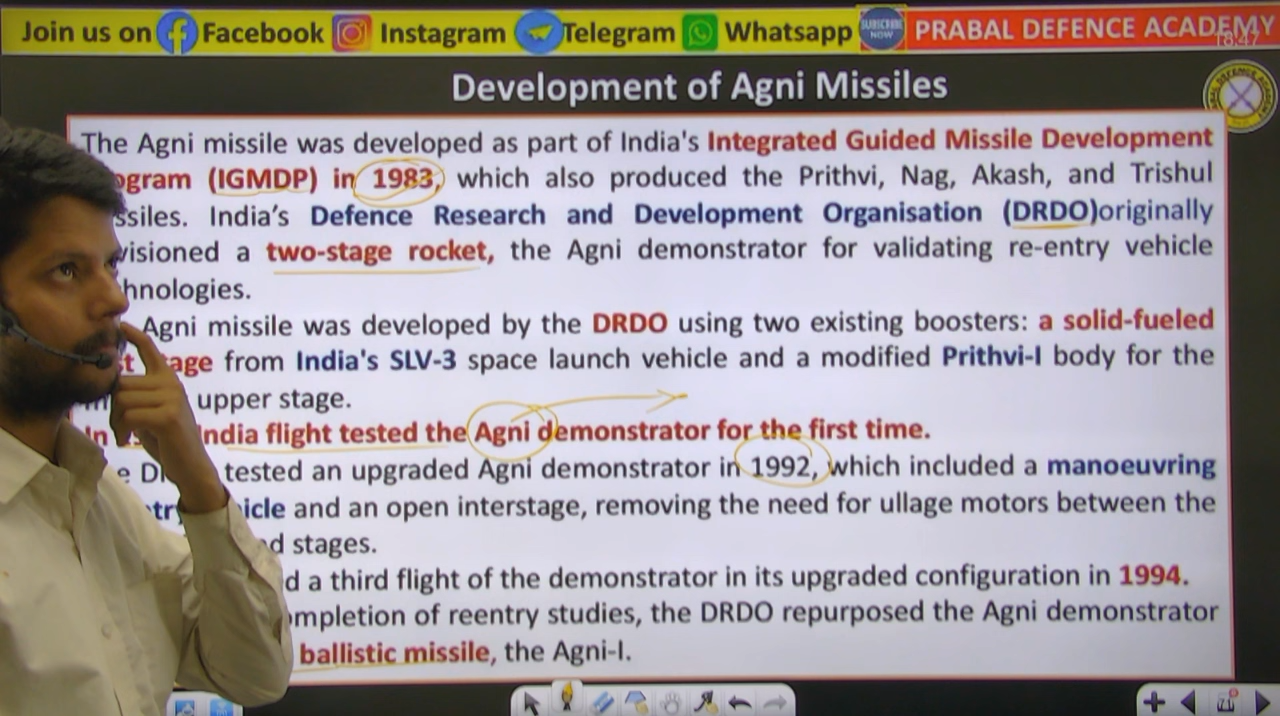 Join us on Facebook Instagram Telegram Whatsapp SUBSCRIBE NOW PRABAL DEFENCE ACADEMY
18:47
Development of Agni Missiles
The Agni missile was developed as part of India's Integrated Guided Missile Development
ogram (IGMDP) in 1983, which also produced the Prithvi, Nag, Akash, and Trishul
ssiles. India's Defence Research and Development Organisation (DRDO)originally
visioned a two-stage rocket, the Agni demonstrator for validating re-entry vehicle
hnologies.
Agni missile was developed by the DRDO using two existing boosters: a solid-fueled
age from India's SLV-3 space launch vehicle and a modified Prithvi-I body for the
upper stage.
In India flight tested the Agni demonstrator for the first time.
tested an upgraded Agni demonstrator in 1992, which included a manoeuvring
icle and an open interstage, removing the need for ullage motors between the
d stages.
d a third flight of the demonstrator in its upgraded configuration in 1994.
mpletion of reentry studies, the DRDO repurposed the Agni demonstrator
ballistic missile, the Agni-I.